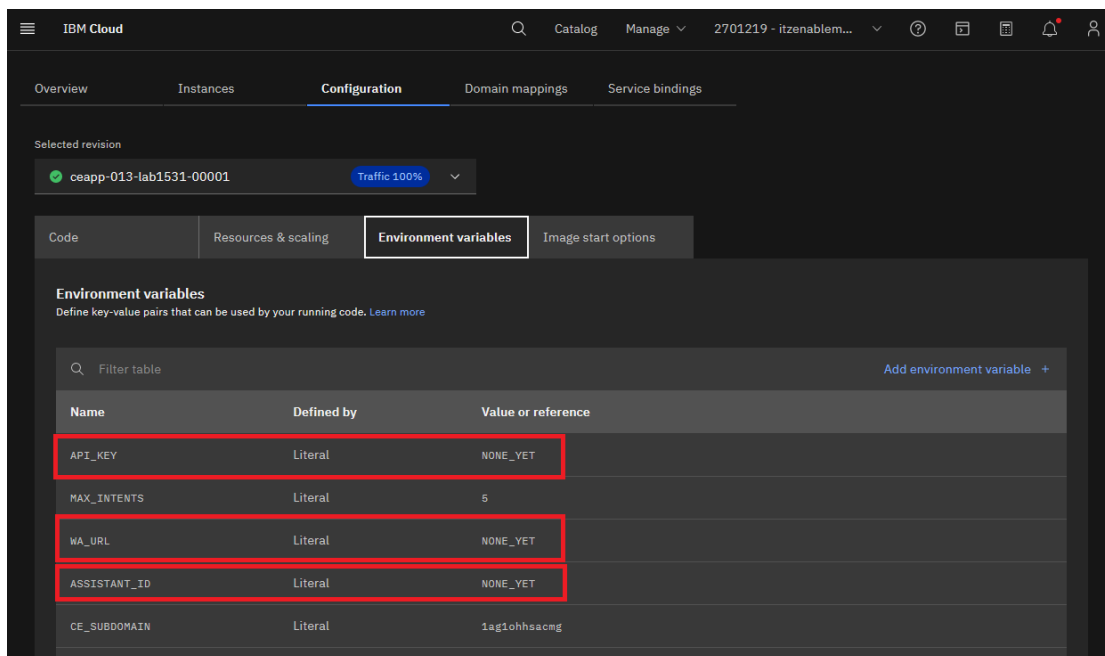 IBM Cloud Catalog Manage 2701219 - itzenablem...
Overview Instances Configuration Domain mappings Service bindings
Selected revision
ceapp-013-lab1531-00001 Traffic 100%
Code Resources & scaling Environment variables Image start options
Environment variables
Define key-value pairs that can be used by your running code. Learn more
Filter table Add environment variable +
Name Defined by Value or reference
API_KEY Literal NONE_YET
MAX_INTENTS Literal 5
WA_URL Literal NONE_YET
ASSISTANT_ID Literal NONE_YET
CE_SUBDOMAIN Literal 1ag1ohhsacmg